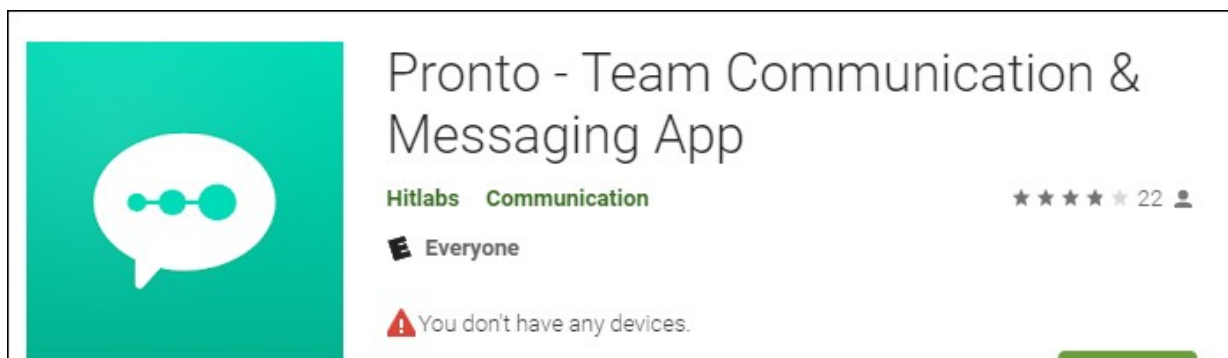 Pronto - Team Communication &
Messaging App
Hitlabs Communication 22
E Everyone
You don't have any devices.